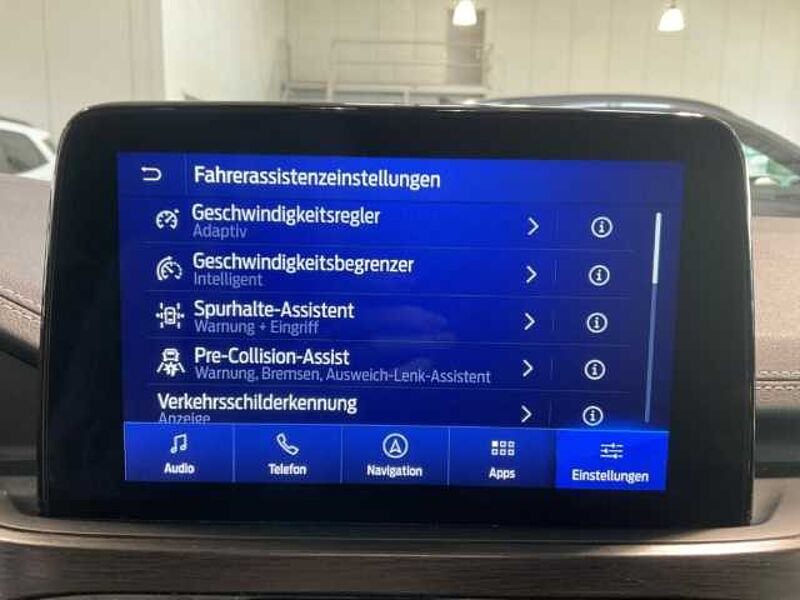 Fahrerassistenzeinstellungen
Geschwindigkeitsregler
Adaptiv
Geschwindigkeitsbegrenzer
Intelligent
Spurhalte-Assistent
Warnung + Eingriff
Pre-Collision-Assist
Warnung, Bremsen, Ausweich-Lenk-Assistent
Verkehrsschilderkennung
Anzeige
Audio Telefon Navigation Apps Einstellungen